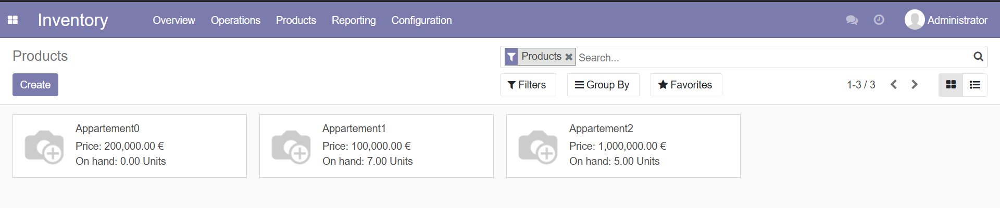 Inventory Overview Operations Products Reporting Configuration Administrator
Products
Products Search...
Create Filters Group By Favorites 1-3 / 3
Appartement0
Price: 200,000.00 €
On hand: 0.00 Units
Appartement1
Price: 100,000.00 €
On hand: 7.00 Units
Appartement2
Price: 1,000,000.00 €
On hand: 5.00 Units